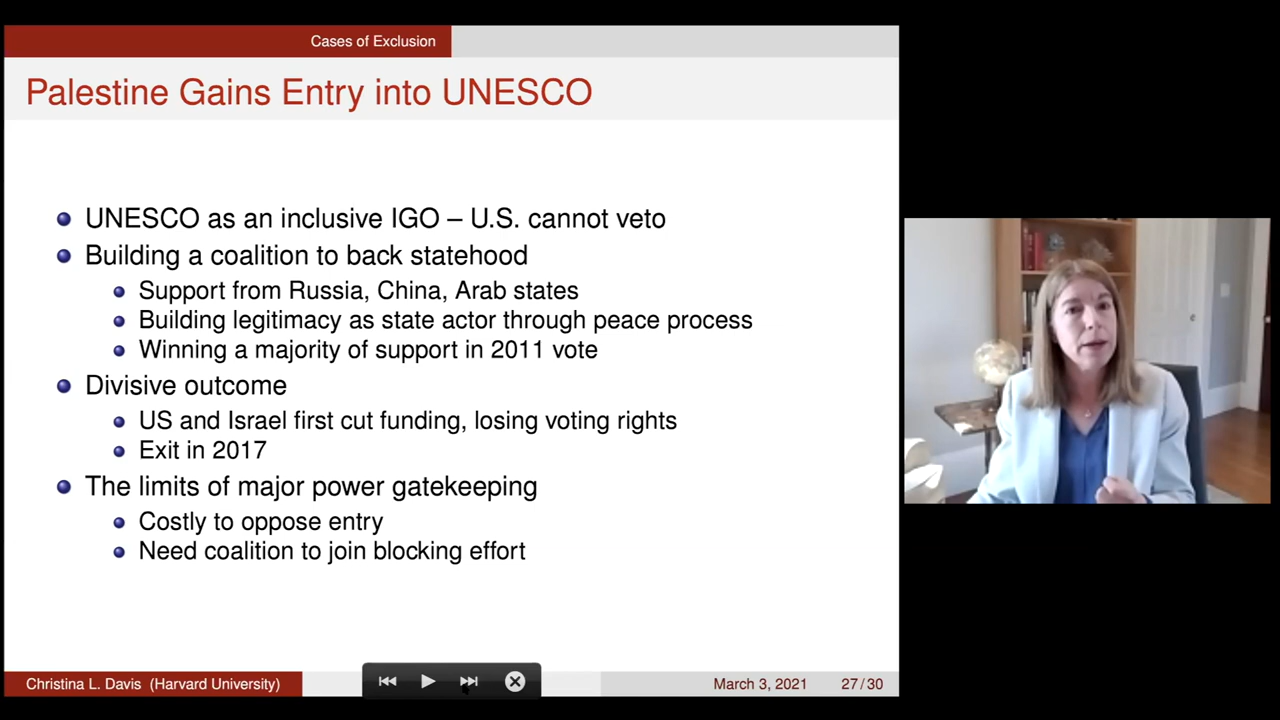 Cases of Exclusion
Palestine Gains Entry into UNESCO
UNESCO as an inclusive IGO – U.S. cannot veto
Building a coalition to back statehood
Support from Russia, China, Arab states
Building legitimacy as state actor through peace process
Winning a majority of support in 2011 vote
Divisive outcome
US and Israel first cut funding, losing voting rights
Exit in 2017
The limits of major power gatekeeping
Costly to oppose entry
Need coalition to join blocking effort
Christina L. Davis (Harvard University)
March 3, 2021
27/30